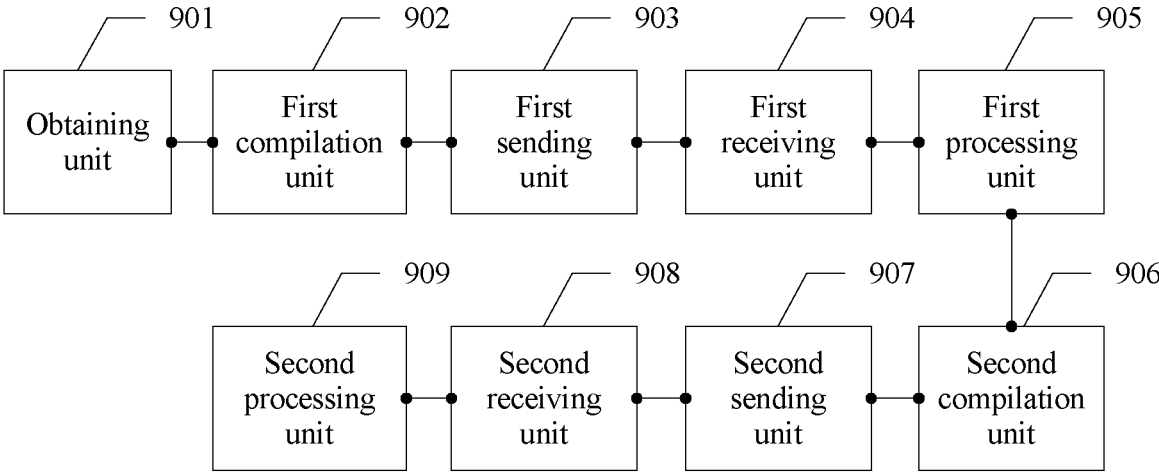 901
902
903
904
905
Obtaining
unit
First
compilation
unit
First
sending
unit
First
receiving
unit
First
processing
unit
909
908
907
906
Second
processing
unit
Second
receiving
unit
Second
sending
unit
Second
compilation
unit